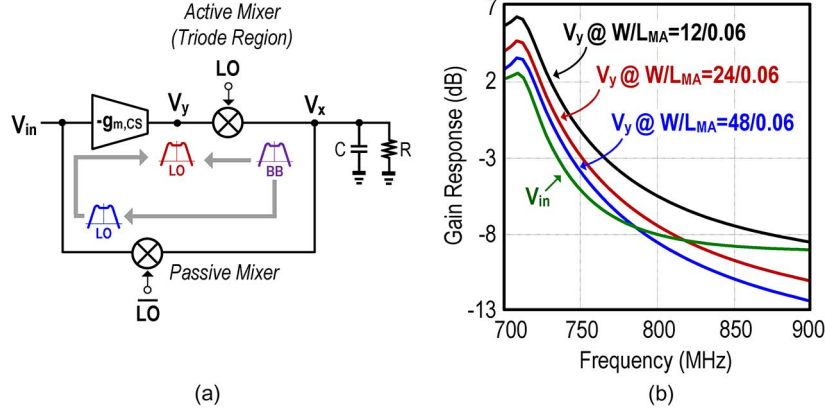 Active Mixer
(Triode Region)
LO
Vin
-gm,CS
Vy
Vx
C
R
LO
BB
LO
Passive Mixer
LO
(a)
7
2
-3
-8
-13
Gain Response (dB)
Vy @ W/LMA=12/0.06
Vy @ W/LMA=24/0.06
Vy @ W/LMA=48/0.06
Vin
700
750
800
850
900
Frequency (MHz)
(b)